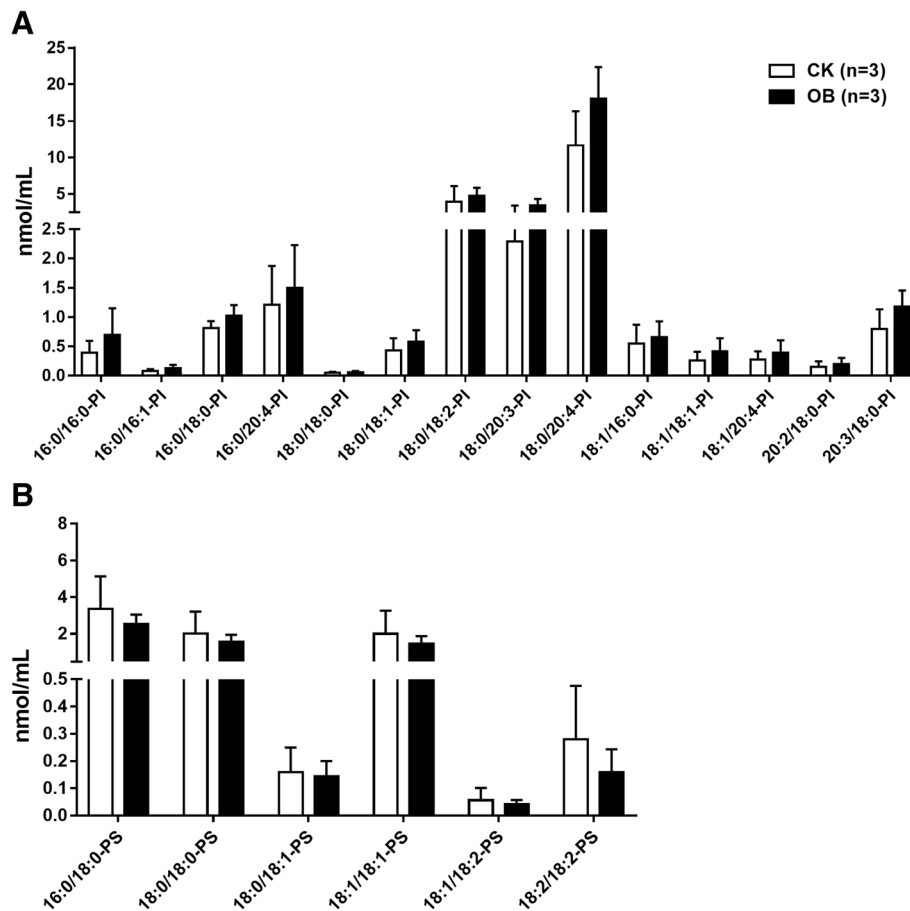 A
25
20
15
10
5
2.5
2.0
1.5
1.0
0.5
0.0
nmol/mL
CK (n=3)
OB (n=3)
16:0/16:0-PI
16:0/16:1-PI
16:0/18:0-PI
16:0/20:4-PI
18:0/18:0-PI
18:0/18:1-PI
18:0/18:2-PI
18:0/20:3-PI
18:0/20:4-PI
18:1/16:0-PI
18:1/18:1-PI
18:1/20:4-PI
20:2/18:0-PI
20:3/18:0-PI
B
8
6
4
2
0.5
0.4
0.3
0.2
0.1
0.0
nmol/mL
16:0/18:0-PS
18:0/18:0-PS
18:0/18:1-PS
18:1/18:1-PS
18:1/18:2-PS
18:2/18:2-PS